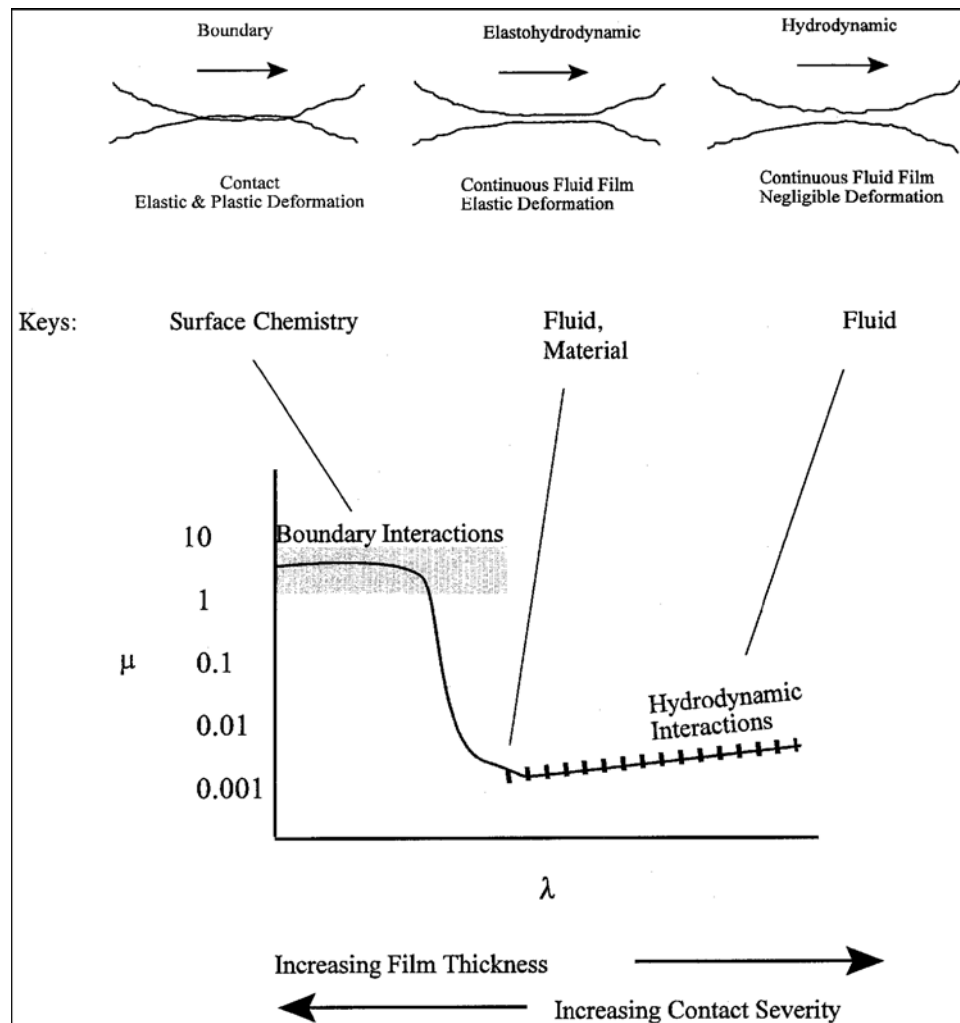 Boundary
Elastohydrodynamic
Hydrodynamic
Contact
Elastic & Plastic Deformation
Continuous Fluid Film
Elastic Deformation
Continuous Fluid Film
Negligible Deformation
Keys:
Surface Chemistry
Fluid,
Material
Fluid
10
Boundary Interactions
1
μ
0.1
0.01
Hydrodynamic
Interactions
0.001
λ
Increasing Film Thickness
Increasing Contact Severity